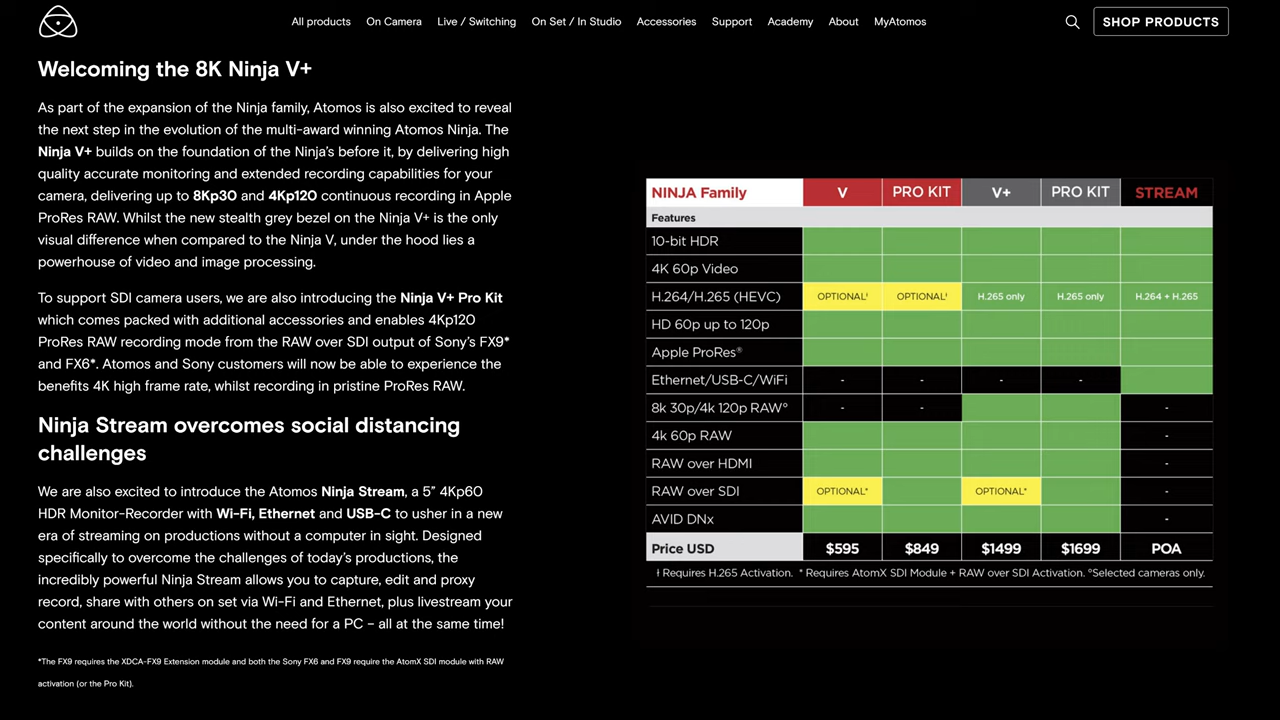 All products On Camera Live / Switching On Set / In Studio Accessories Support Academy About MyAtomos SHOP PRODUCTS
Welcoming the 8K Ninja V+
As part of the expansion of the Ninja family, Atomos is also excited to reveal
the next step in the evolution of the multi-award winning Atomos Ninja. The
Ninja V+ builds on the foundation of the Ninja's before it, by delivering high
quality accurate monitoring and extended recording capabilities for your
camera, delivering up to 8Kp30 and 4Kp120 continuous recording in Apple
ProRes RAW. Whilst the new stealth grey bezel on the Ninja V+ is the only
visual difference when compared to the Ninja V, under the hood lies a
powerhouse of video and image processing.
To support SDI camera users, we are also introducing the Ninja V+ Pro Kit
which comes packed with additional accessories and enables 4Kp120
ProRes RAW recording mode from the RAW over SDI output of Sony's FX9*
and FX6*. Atomos and Sony customers will now be able to experience the
benefits 4K high frame rate, whilst recording in pristine ProRes RAW.
Ninja Stream overcomes social distancing
challenges
We are also excited to introduce the Atomos Ninja Stream, a 5" 4Kp60
HDR Monitor-Recorder with Wi-Fi, Ethernet and USB-C to usher in a new
era of streaming on productions without a computer in sight. Designed
specifically to overcome the challenges of today's productions, the
incredibly powerful Ninja Stream allows you to capture, edit and proxy
record, share with others on set via Wi-Fi and Ethernet, plus livestream your
content around the world without the need for a PC – all at the same time!
*The FX9 requires the XDCA-FX9 Extension module and both the Sony FX6 and FX9 require the AtomX SDI module with RAW
activation (or the Pro Kit).
NINJA Family V PRO KIT V+ PRO KIT STREAM
Features
10-bit HDR
4K 60p Video
H.264/H.265 (HEVC) OPTIONALƗ OPTIONALƗ H.265 only H.265 only H.264 + H.265
HD 60p up to 120p
Apple ProRes®
Ethernet/USB-C/WiFi - - - -
8k 30p/4k 120p RAW° - - -
4k 60p RAW -
RAW over HDMI -
RAW over SDI OPTIONAL* OPTIONAL* -
AVID DNx -
Price USD $595 $849 $1499 $1699 POA
Ɨ Requires H.265 Activation. * Requires AtomX SDI Module + RAW over SDI Activation. °Selected cameras only.